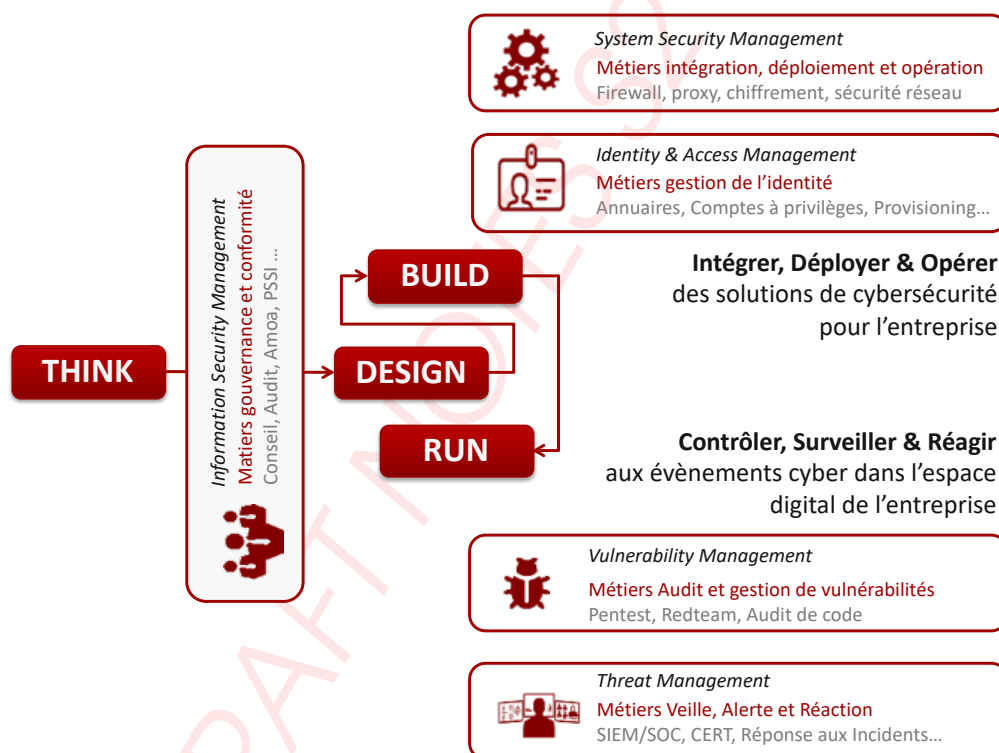 System Security Management
Métiers intégration, déploiement et opération
Firewall, proxy, chiffrement, sécurité réseau
Identity & Access Management
Métiers gestion de l'identité
Annuaires, Comptes à privilèges, Provisioning...
Information Security Management
Matiers gouvernance et conformité
Conseil, Audit, Amoa, PSSI ...
THINK
BUILD
DESIGN
RUN
Intégrer, Déployer & Opérer
des solutions de cybersécurité
pour l'entreprise
Contrôler, Surveiller & Réagir
aux évènements cyber dans l'espace
digital de l'entreprise
Vulnerability Management
Métiers Audit et gestion de vulnérabilités
Pentest, Redteam, Audit de code
Threat Management
Métiers Veille, Alerte et Réaction
SIEM/SOC, CERT, Réponse aux Incidents...